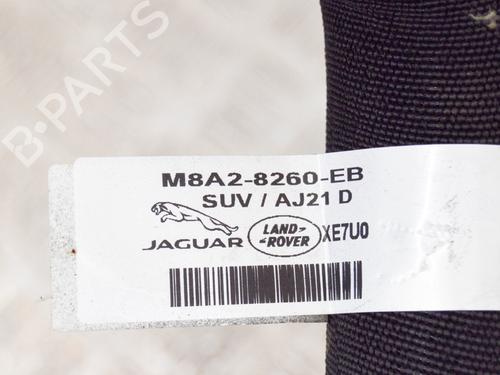 B-PARTS
M8A2-8260-EB
SUV / AJ21 D
JAGUAR LAND ROVER XE7U0